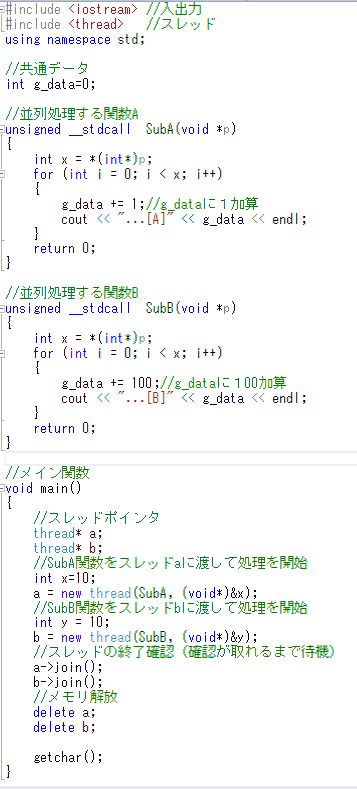 #include <iostream> //入出力
#include <thread>   //スレッド
using namespace std;
//共通データ
int g_data=0;
//並列処理する関数A
unsigned __stdcall  SubA(void *p)
{
    int x = *(int*)p;
    for (int i = 0; i < x; i++)
    {
        g_data += 1;//g_dataに１加算
        cout << "...[A]" << g_data << endl;
    }
    return 0;
}
//並列処理する関数B
unsigned __stdcall  SubB(void *p)
{
    int x = *(int*)p;
    for (int i = 0; i < x; i++)
    {
        g_data += 100;//g_dataに100加算
        cout << "...[B]" << g_data << endl;
    }
    return 0;
}
//メイン関数
void main()
{
    //スレッドポインタ
    thread* a;
    thread* b;
    //SubA関数をスレッドaに渡して処理を開始
    int x=10;
    a = new thread(SubA, (void*)&x);
    //SubB関数をスレッドbに渡して処理を開始
    int y = 10;
    b = new thread(SubB, (void*)&y);
    //スレッドの終了確認（確認が取れるまで待機）
    a->join();
    b->join();
    //メモリ解放
    delete a;
    delete b;
    getchar();
}